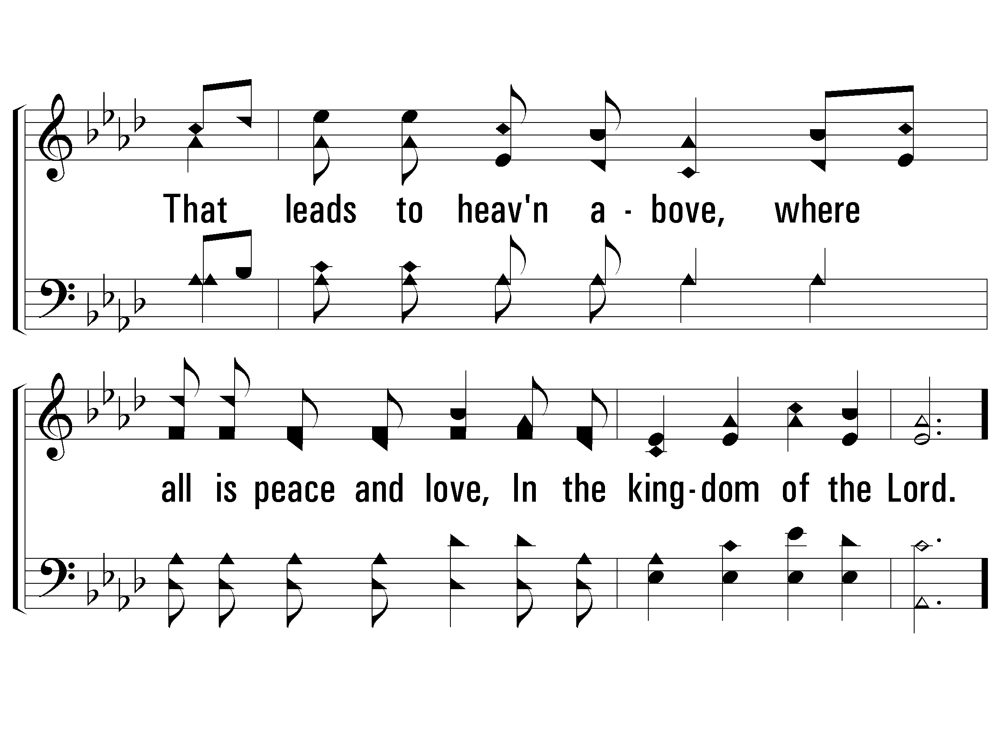 That leads to heav'n a - bove, where
all is peace and love, In the king - dom of the Lord.